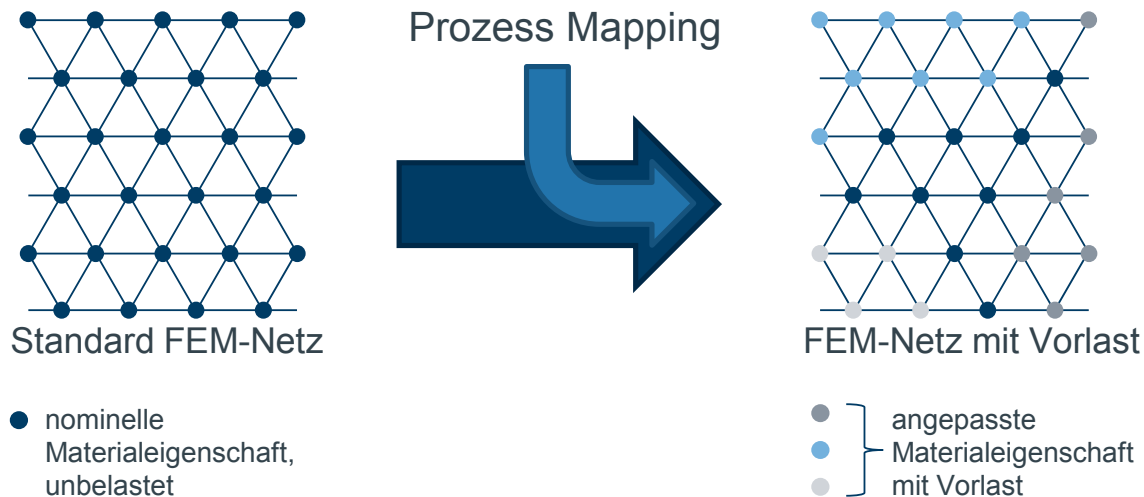 Prozess Mapping
Standard FEM-Netz
FEM-Netz mit Vorlast
nominelle
Materialeigenschaft,
unbelastet
angepasste
Materialeigenschaft
mit Vorlast